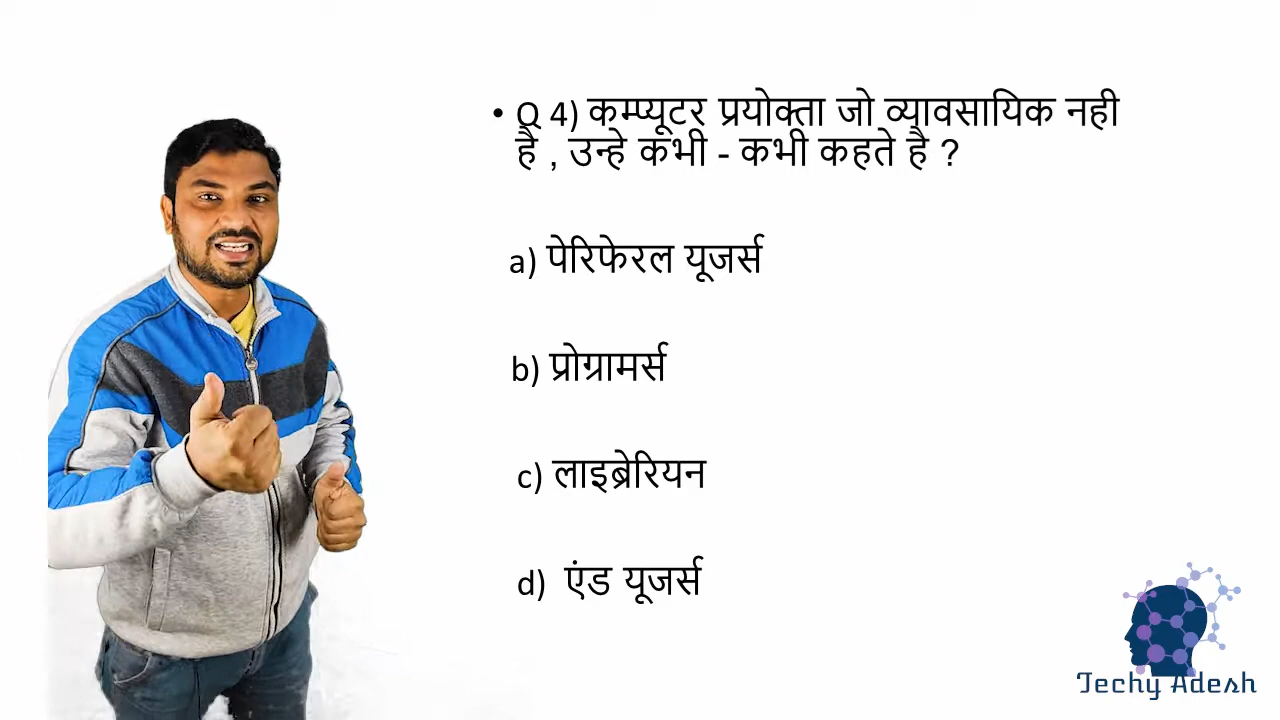 • Q 4) कम्प्यूटर प्रयोक्ता जो व्यावसायिक नही
है , उन्हे कभी - कभी कहते है ?
a) पेरिफेरल यूजर्स
b) प्रोग्रामर्स
c) लाइब्रेरियन
d) एंड यूजर्स
Techy Adesh